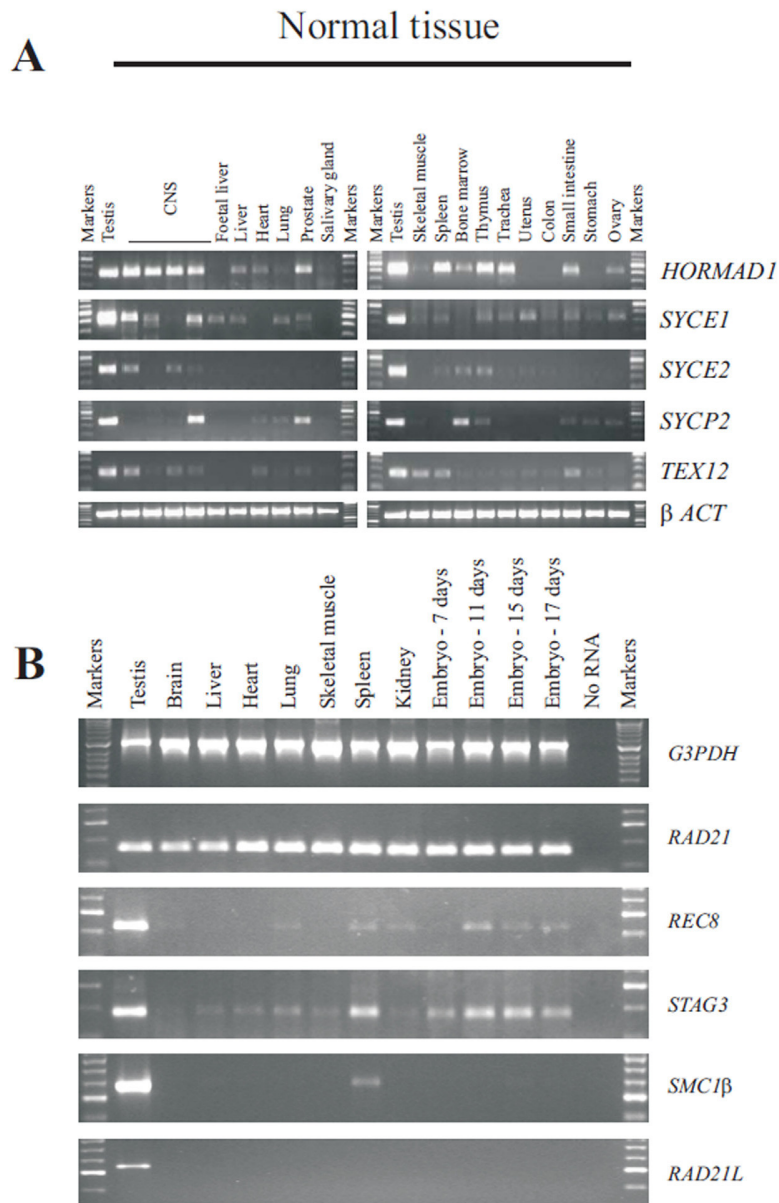 Normal tissue
A
Markers
Testis
CNS
Foetal liver
Liver
Heart
Lung
Prostate
Salivary gland
Markers
Markers
Testis
Skeletal muscle
Spleen
Bone marrow
Thymus
Trachea
Uterus
Colon
Small intestine
Stomach
Ovary
Markers
HORMAD1
SYCE1
SYCE2
SYCP2
TEX12
β ACT
B
Markers
Testis
Brain
Liver
Heart
Lung
Skeletal muscle
Spleen
Kidney
Embryo - 7 days
Embryo - 11 days
Embryo - 15 days
Embryo - 17 days
No RNA
Markers
G3PDH
RAD21
REC8
STAG3
SMC1β
RAD21L